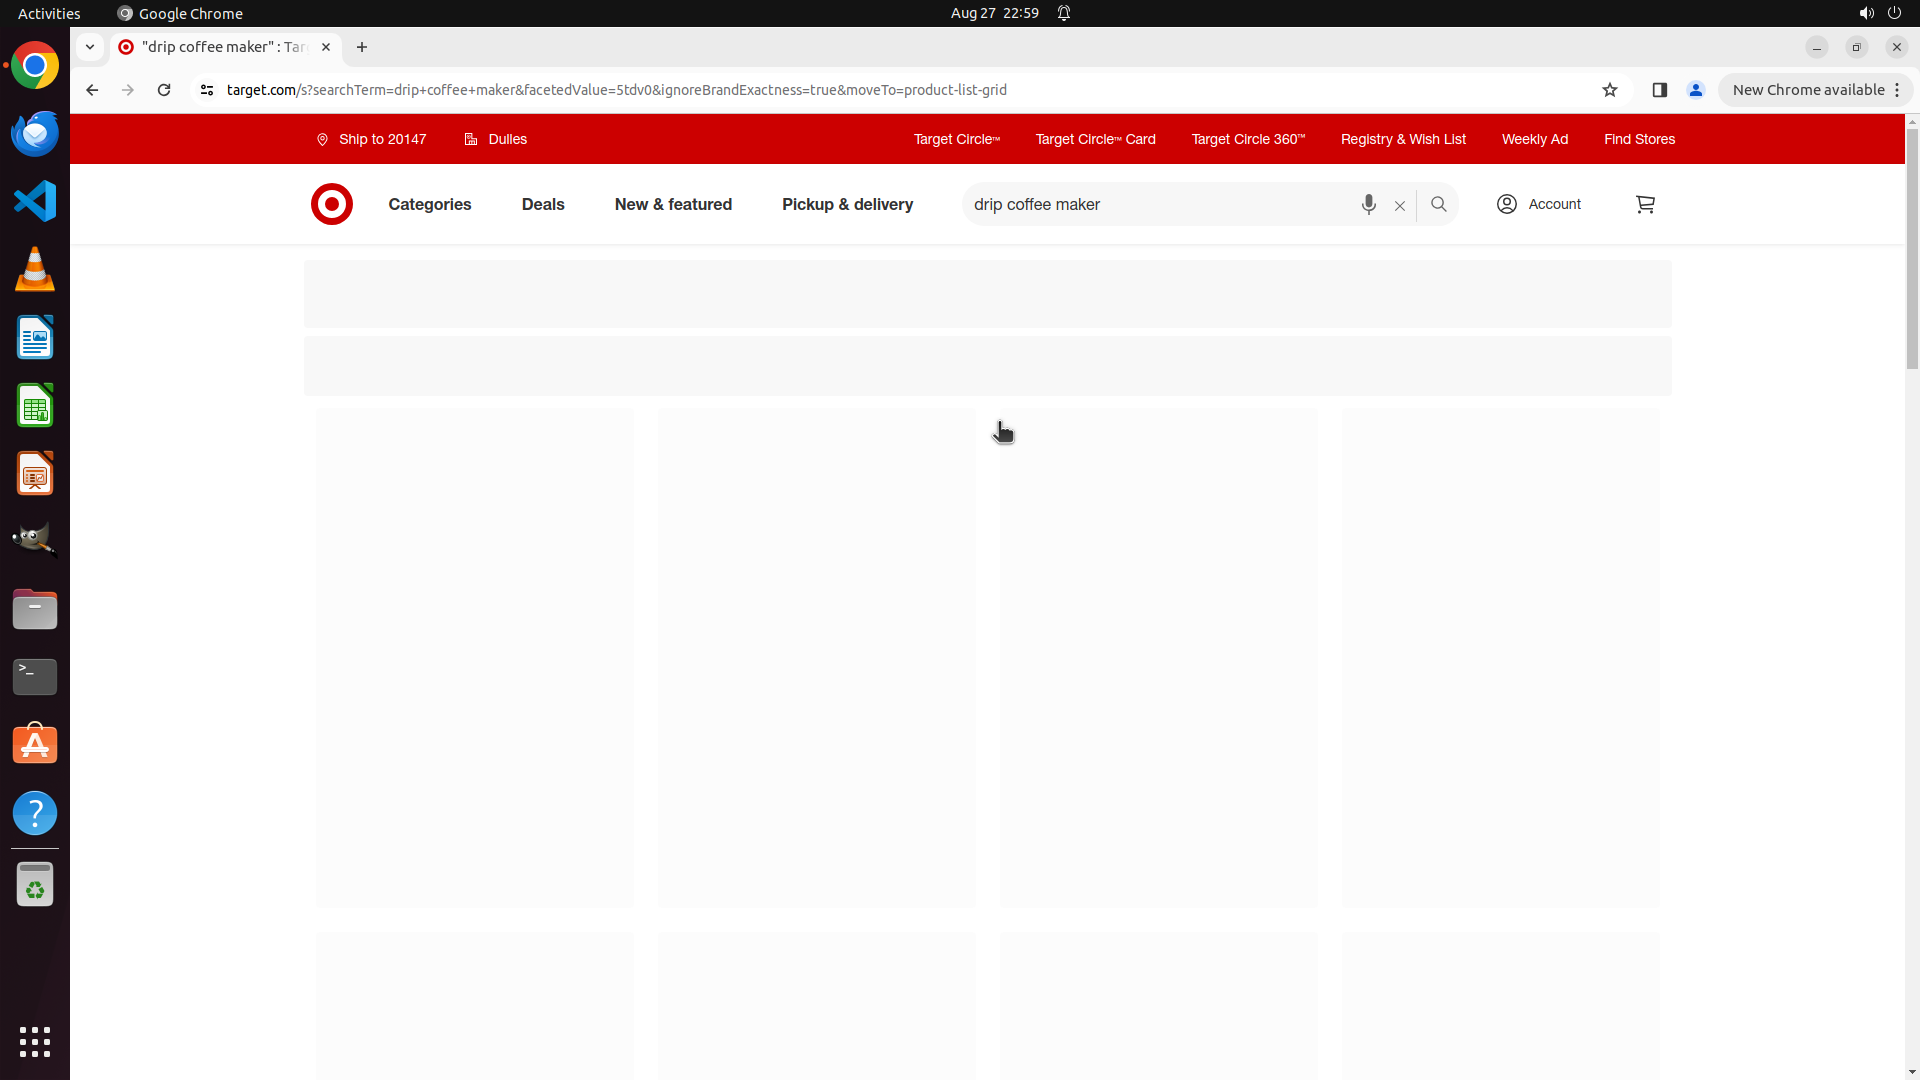 Activities
Google Chrome
Aug 27 22:59
"drip coffee maker" : Tar
target.com/s?searchTerm=drip+coffee+maker&facetedValue=5tdv0&ignoreBrandExactness=true&moveTo=product-list-grid
New Chrome available
Ship to 20147
Dulles
Target Circle™
Target Circle™ Card
Target Circle 360™
Registry & Wish List
Weekly Ad
Find Stores
Categories
Deals
New & featured
Pickup & delivery
drip coffee maker
Account